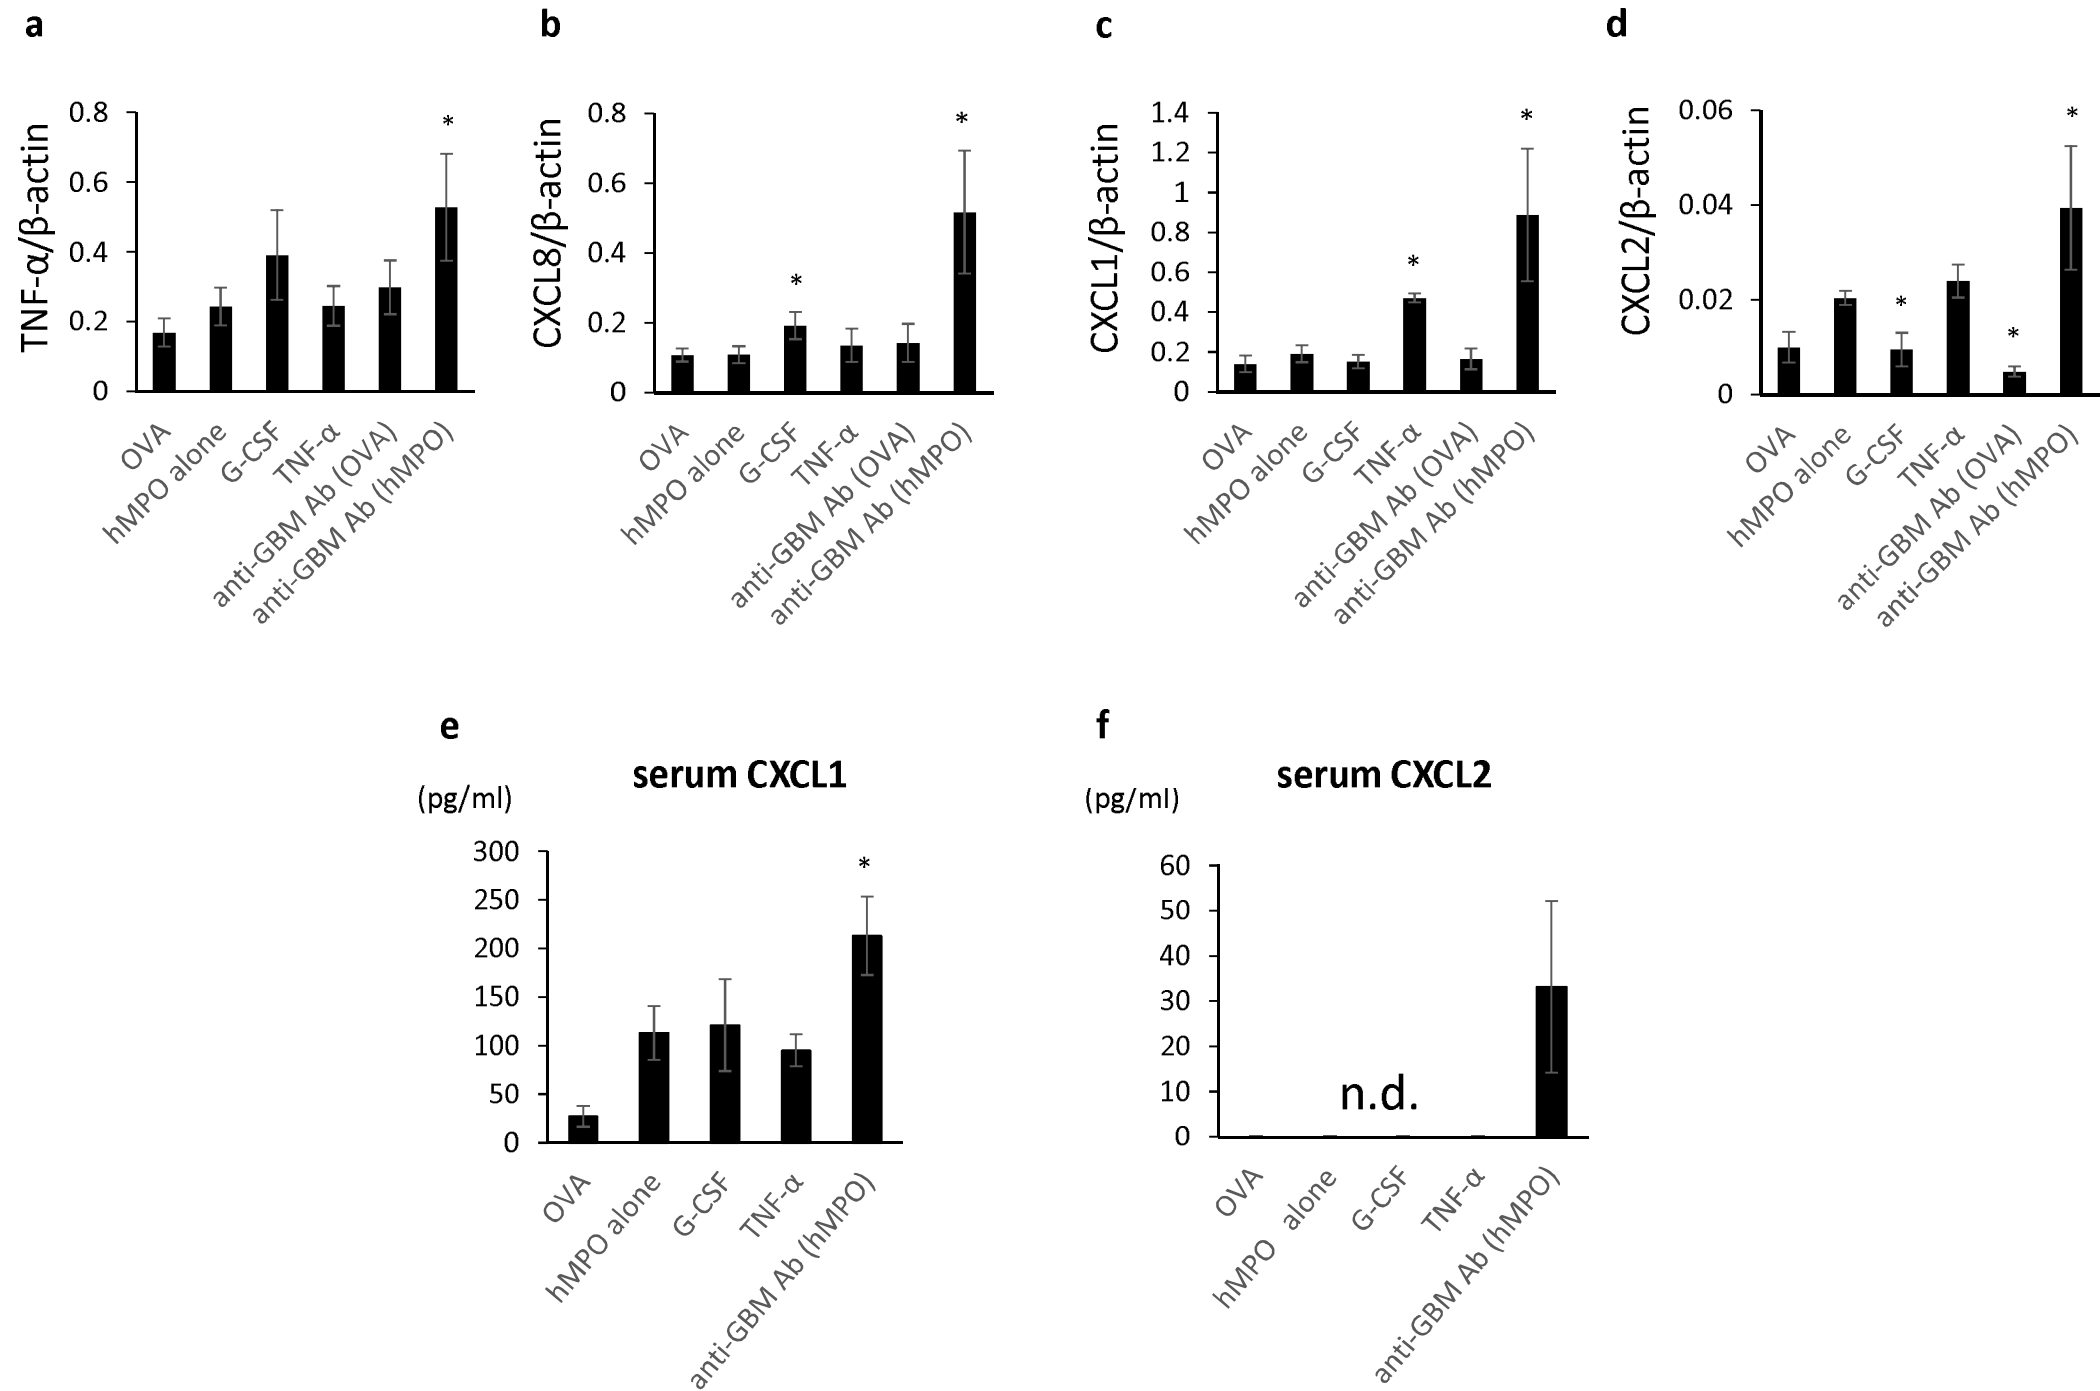 a
TNF-α/β-actin
0.8
0.6
0.4
0.2
0
*
OVA
hMPO alone
G-CSF
TNF-α
anti-GBM Ab (OVA)
anti-GBM Ab (hMPO)
b
CXCL8/β-actin
0.8
0.6
0.4
0.2
0
*
*
OVA
hMPO alone
G-CSF
TNF-α
anti-GBM Ab (OVA)
anti-GBM Ab (hMPO)
c
CXCL1/β-actin
1.4
1.2
1
0.8
0.6
0.4
0.2
0
*
*
OVA
hMPO alone
G-CSF
TNF-α
anti-GBM Ab (OVA)
anti-GBM Ab (hMPO)
d
CXCL2/β-actin
0.06
0.04
0.02
0
*
*
*
OVA
hMPO alone
G-CSF
TNF-α
anti-GBM Ab (OVA)
anti-GBM Ab (hMPO)
e
serum CXCL1
(pg/ml)
300
250
200
150
100
50
0
*
OVA
hMPO alone
G-CSF
TNF-α
anti-GBM Ab (hMPO)
f
serum CXCL2
(pg/ml)
60
50
40
30
20
10
0
n.d.
OVA
hMPO alone
G-CSF
TNF-α
anti-GBM Ab (hMPO)